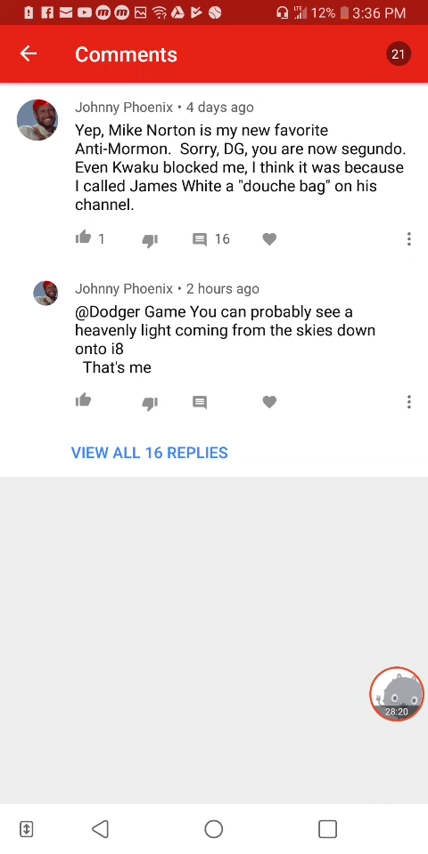 LTE 12% 3:36 PM
Comments 21
Johnny Phoenix • 4 days ago
Yep, Mike Norton is my new favorite
Anti-Mormon.  Sorry, DG, you are now segundo.
Even Kwaku blocked me, I think it was because
I called James White a "douche bag" on his
channel.
1 16
Johnny Phoenix • 2 hours ago
@Dodger Game You can probably see a
heavenly light coming from the skies down
onto i8
That's me
VIEW ALL 16 REPLIES
28:20